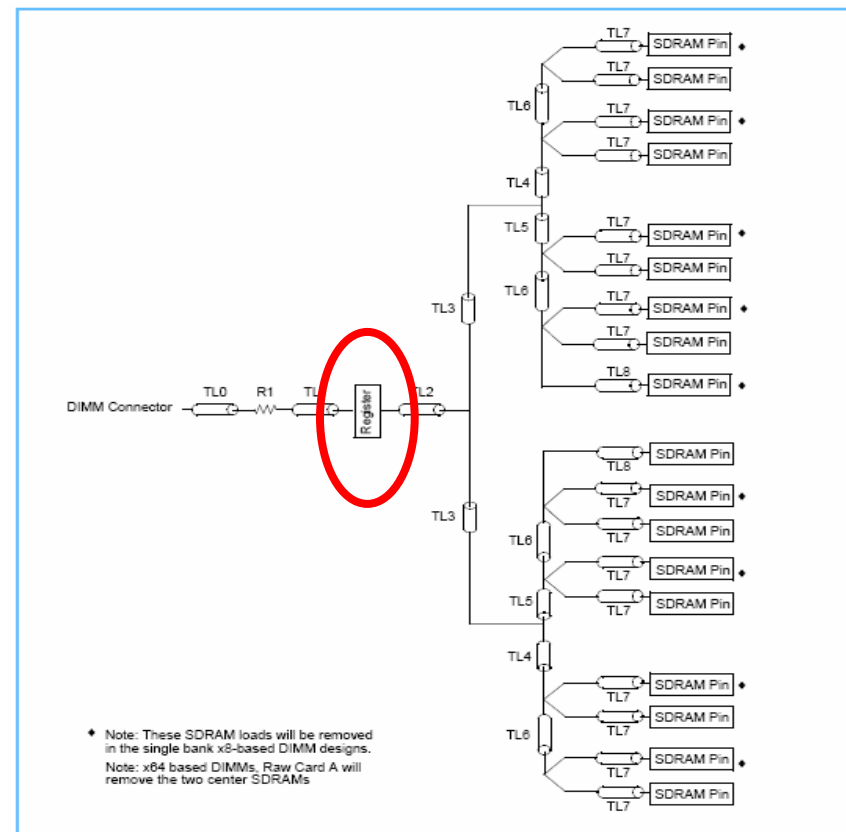 TL7
SDRAM Pin ◆
TL7
SDRAM Pin
TL6
TL7
SDRAM Pin ◆
TL7
SDRAM Pin
TL4
TL5
TL7
SDRAM Pin ◆
TL7
SDRAM Pin
TL6
TL7
SDRAM Pin ◆
TL3
TL7
SDRAM Pin
TL8
SDRAM Pin ◆
DIMM Connector
TL0
R1
Register
TL2
SDRAM Pin
TL8
SDRAM Pin ◆
TL7
TL3
SDRAM Pin
TL7
TL6
SDRAM Pin ◆
TL7
TL5
SDRAM Pin
TL7
TL4
SDRAM Pin ◆
TL7
SDRAM Pin
TL7
TL6
SDRAM Pin ◆
TL7
SDRAM Pin
TL7
◆ Note: These SDRAM loads will be removed
in the single bank x8-based DIMM designs.
Note: x64 based DIMMs, Raw Card A will
remove the two center SDRAMs